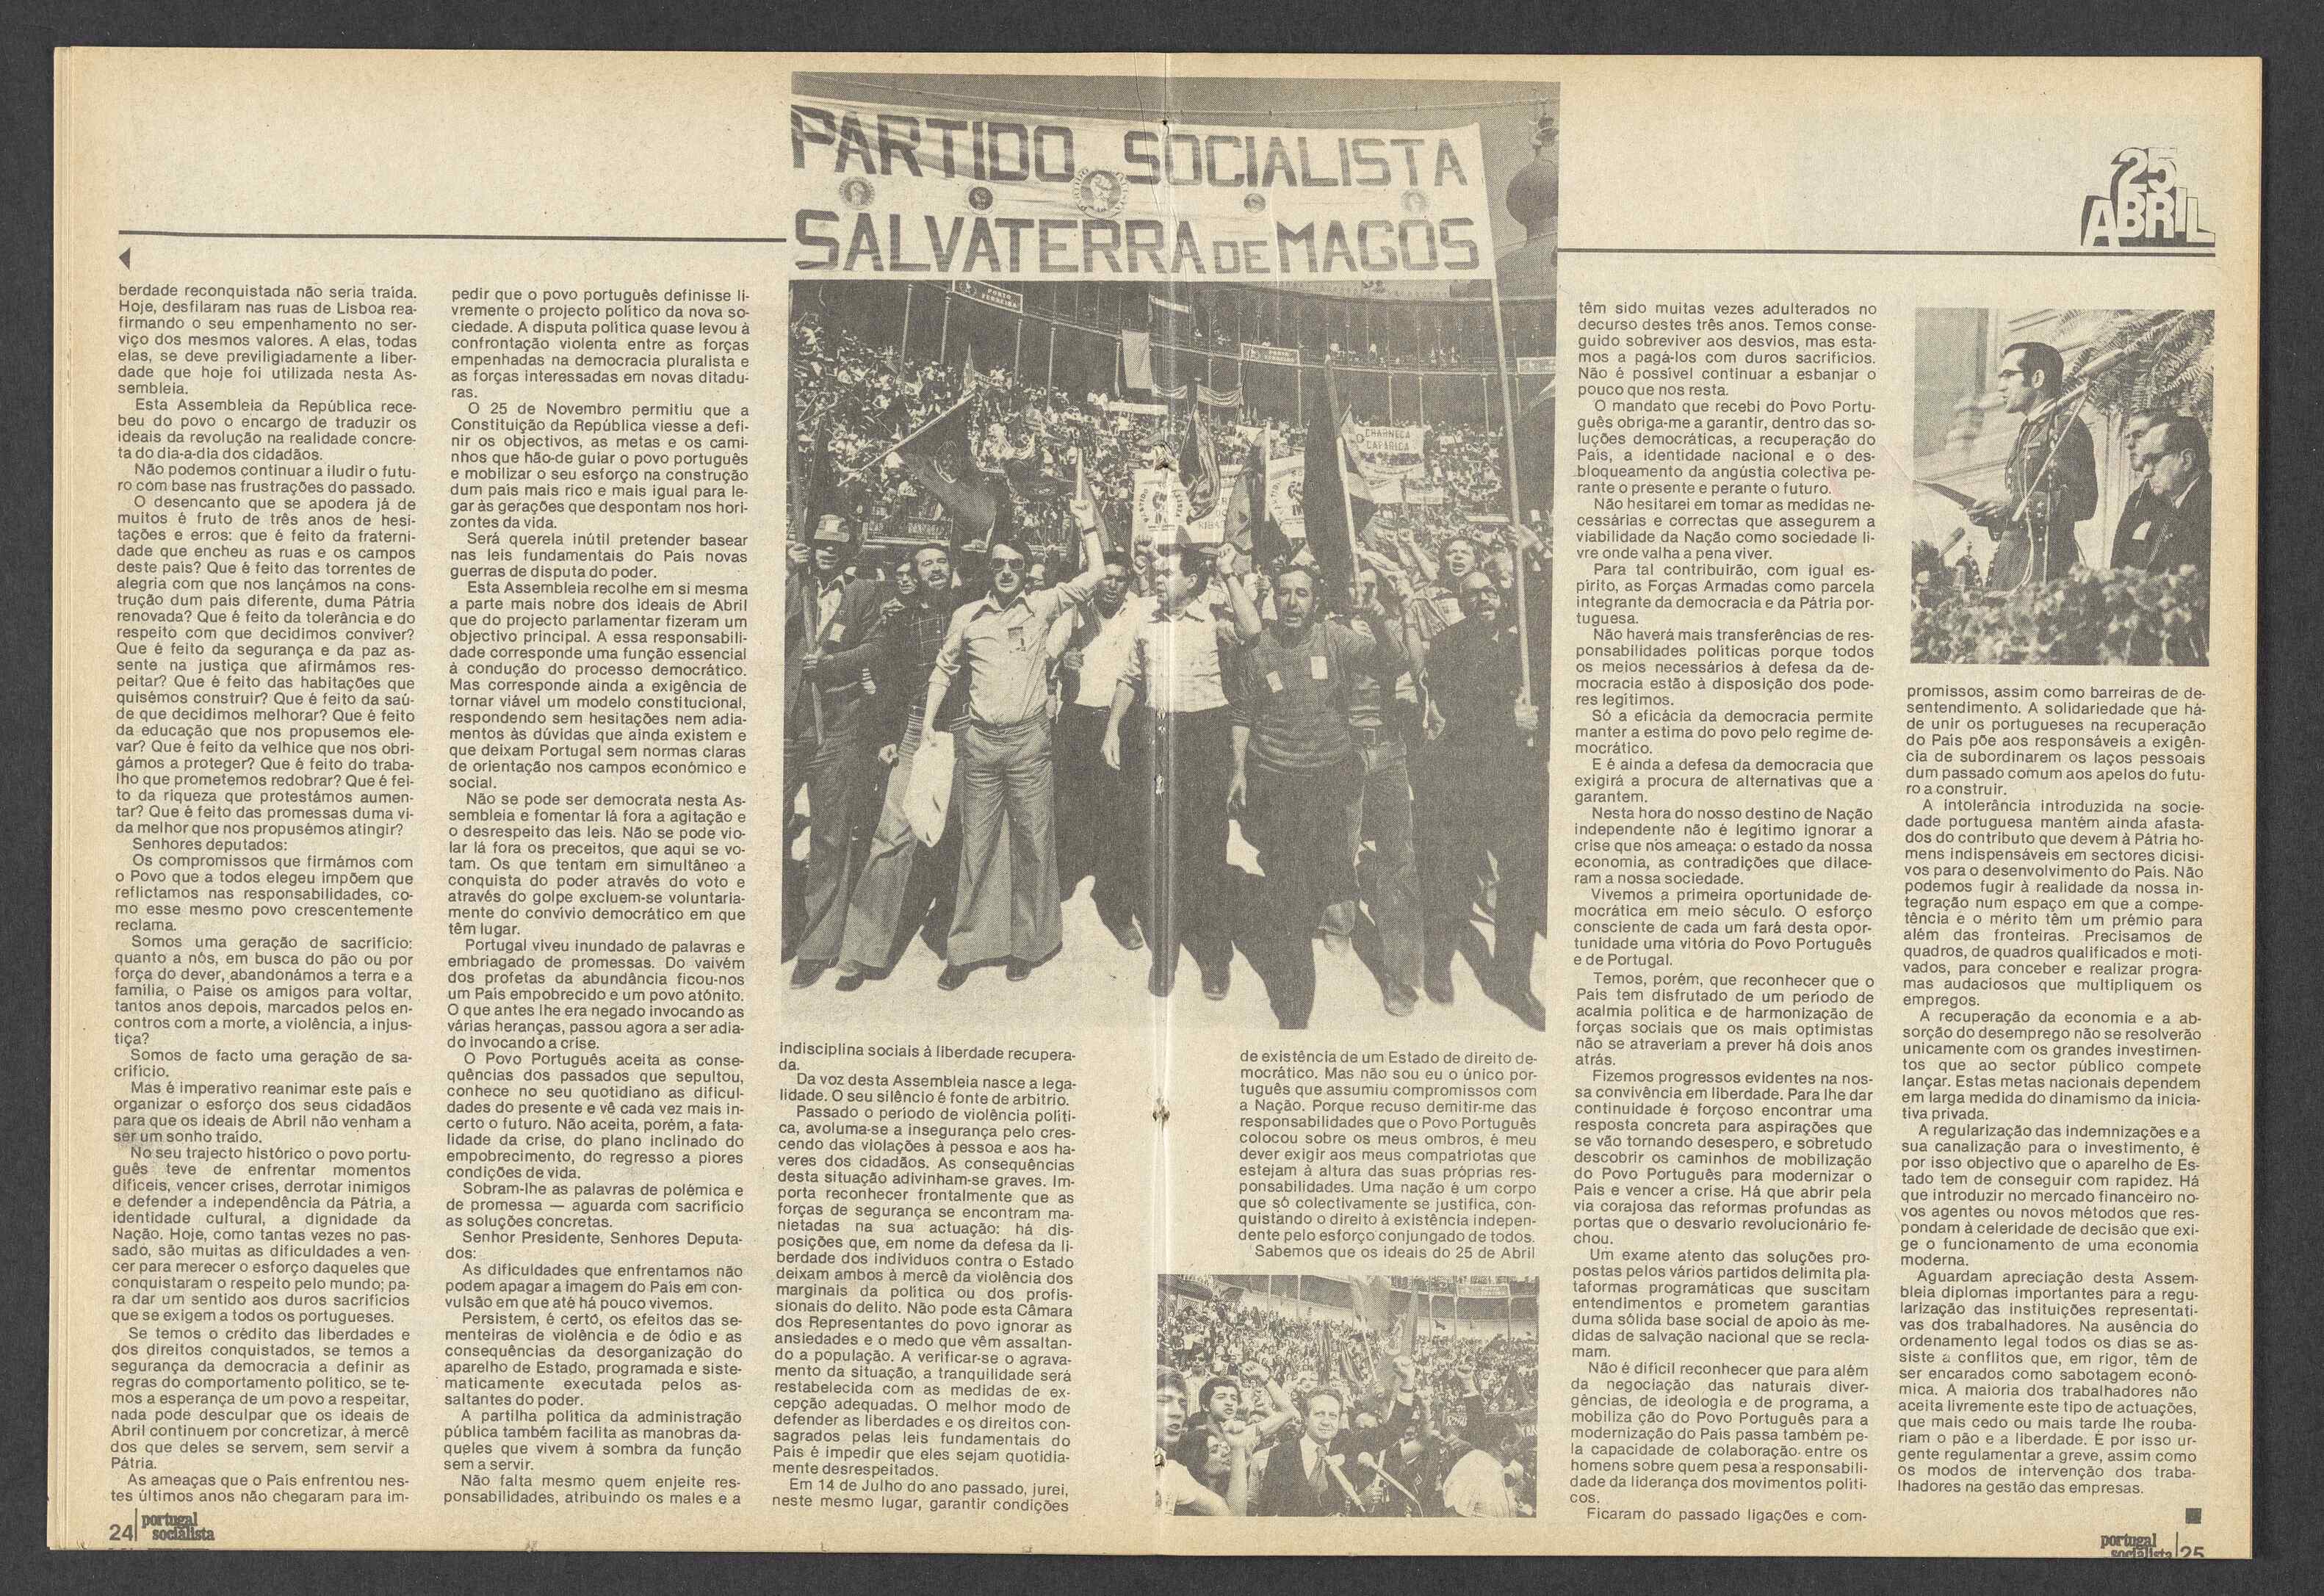 PARTIDO SOCIALISTA
SALVATERRA DE MAGOS
PORTO
FERREIRA
CHARNECA
CAPARICA
25
ABRIL
berdade reconquistada não seria traída.
Hoje, desfilaram nas ruas de Lisboa rea-
firmando o seu empenhamento no ser-
viço dos mesmos valores. A elas, todas
elas, se deve previligiadamente a liber-
dade que hoje foi utilizada nesta As-
sembleia.
Esta Assembleia da República rece-
beu do povo o encargo de traduzir os
ideais da revolução na realidade concre-
ta do dia-a-dia dos cidadãos.
Não podemos continuar a iludir o futu-
ro com base nas frustrações do passado.
O desencanto que se apodera já de
muitos é fruto de três anos de hesi-
tações e erros: que é feito da fraterni-
dade que encheu as ruas e os campos
deste país? Que é feito das torrentes de
alegria com que nos lançámos na cons-
trução dum país diferente, duma Pátria
renovada? Que é feito da tolerância e do
respeito com que decidimos conviver?
Que é feito da segurança e da paz as-
sente na justiça que afirmámos res-
peitar? Que é feito das habitações que
quisémos construir? Que é feito da saú-
de que decidimos melhorar? Que é feito
da educação que nos propusemos ele-
var? Que é feito da velhice que nos obri-
gámos a proteger? Que é feito do traba-
lho que prometemos redobrar? Que é fei-
to da riqueza que protestámos aumen-
tar? Que é feito das promessas duma vi-
da melhor que nos propusémos atingir?
Senhores deputados:
Os compromissos que firmámos com
o Povo que a todos elegeu impõem que
reflictamos nas responsabilidades, co-
mo esse mesmo povo crescentemente
reclama.
Somos uma geração de sacrifício:
quanto a nós, em busca do pão ou por
força do dever, abandonámos a terra e a
família, o Paíse os amigos para voltar,
tantos anos depois, marcados pelos en-
contros com a morte, a violência, a injus-
tiça?
Somos de facto uma geração de sa-
crifício.
Mas é imperativo reanimar este país e
organizar o esforço dos seus cidadãos
para que os ideais de Abril não venham a
ser um sonho traído.
No seu trajecto histórico o povo portu-
guês teve de enfrentar momentos
difíceis, vencer crises, derrotar inimigos
e defender a independência da Pátria, a
identidade cultural, a dignidade da
Nação. Hoje, como tantas vezes no pas-
sado, são muitas as dificuldades a ven-
cer para merecer o esforço daqueles que
conquistaram o respeito pelo mundo; pa-
ra dar um sentido aos duros sacrifícios
que se exigem a todos os portugueses.
Se temos o crédito das liberdades e
dos direitos conquistados, se temos a
segurança da democracia a definir as
regras do comportamento político, se te-
mos a esperança de um povo a respeitar,
nada pode desculpar que os ideais de
Abril continuem por concretizar, à mercê
dos que deles se servem, sem servir a
Pátria.
As ameaças que o País enfrentou nes-
tes últimos anos não chegaram para im-
pedir que o povo português definisse li-
vremente o projecto político da nova so-
ciedade. A disputa política quase levou à
confrontação violenta entre as forças
empenhadas na democracia pluralista e
as forças interessadas em novas ditadu-
ras.
O 25 de Novembro permitiu que a
Constituição da República viesse a defi-
nir os objectivos, as metas e os cami-
nhos que hão-de guiar o povo português
e mobilizar o seu esforço na construção
dum país mais rico e mais igual para le-
gar às gerações que despontam nos hori-
zontes da vida.
Será querela inútil pretender basear
nas leis fundamentais do País novas
guerras de disputa do poder.
Esta Assembleia recolhe em si mesma
a parte mais nobre dos ideais de Abril
que do projecto parlamentar fizeram um
objectivo principal. A essa responsabili-
dade corresponde uma função essencial
à condução do processo democrático.
Mas corresponde ainda a exigência de
tornar viável um modelo constitucional,
respondendo sem hesitações nem adia-
mentos às dúvidas que ainda existem e
que deixam Portugal sem normas claras
de orientação nos campos económico e
social.
Não se pode ser democrata nesta As-
sembleia e fomentar lá fora a agitação e
o desrespeito das leis. Não se pode vio-
lar lá fora os preceitos, que aqui se vo-
tam. Os que tentam em simultâneo a
conquista do poder através do voto e
através do golpe excluem-se voluntaria-
mente do convívio democrático em que
têm lugar.
Portugal viveu inundado de palavras e
embriagado de promessas. Do vaivém
dos profetas da abundância ficou-nos
um País empobrecido e um povo atónito.
O que antes lhe era negado invocando as
várias heranças, passou agora a ser adia-
do invocando a crise.
O Povo Português aceita as conse-
quências dos passados que sepultou,
conhece no seu quotidiano as dificul-
dades do presente e vê cada vez mais in-
certo o futuro. Não aceita, porém, a fata-
lidade da crise, do plano inclinado do
empobrecimento, do regresso a piores
condições de vida.
Sobram-lhe as palavras de polémica e
de promessa — aguarda com sacrifício
as soluções concretas.
Senhor Presidente, Senhores Deputa-
dos:
As dificuldades que enfrentamos não
podem apagar a imagem do País em con-
vulsão em que até há pouco vivemos.
Persistem, é certo, os efeitos das se-
menteiras de violência e de ódio e as
consequências da desorganização do
aparelho de Estado, programada e siste-
maticamente executada pelos as-
saltantes do poder.
A partilha política da administração
pública também facilita as manobras da-
queles que vivem à sombra da função
sem a servir.
Não falta mesmo quem enjeite res-
ponsabilidades, atribuindo os males e a
indisciplina sociais à liberdade recupera-
da.
Da voz desta Assembleia nasce a lega-
lidade. O seu silêncio é fonte de arbítrio.
Passado o período de violência políti-
ca, avoluma-se a insegurança pelo cres-
cendo das violações à pessoa e aos ha-
veres dos cidadãos. As consequências
desta situação adivinham-se graves. Im-
porta reconhecer frontalmente que as
forças de segurança se encontram ma-
nietadas na sua actuação: há dis-
posições que, em nome da defesa da li-
berdade dos indivíduos contra o Estado
deixam ambos à mercê da violência dos
marginais da política ou dos profis-
sionais do delito. Não pode esta Câmara
dos Representantes do povo ignorar as
ansiedades e o medo que vêm assaltan-
do a população. A verificar-se o agrava-
mento da situação, a tranquilidade será
restabelecida com as medidas de ex-
cepção adequadas. O melhor modo de
defender as liberdades e os direitos con-
sagrados pelas leis fundamentais do
País é impedir que eles sejam quotidia-
mente desrespeitados.
Em 14 de Julho do ano passado, jurei,
neste mesmo lugar, garantir condições
de existência de um Estado de direito de-
mocrático. Mas não sou eu o único por-
tuguês que assumiu compromissos com
a Nação. Porque recuso demitir-me das
responsabilidades que o Povo Português
colocou sobre os meus ombros, é meu
dever exigir aos meus compatriotas que
estejam à altura das suas próprias res-
ponsabilidades. Uma nação é um corpo
que só colectivamente se justifica, con-
quistando o direito à existência indepen-
dente pelo esforço conjungado de todos.
Sabemos que os ideais do 25 de Abril
têm sido muitas vezes adulterados no
decurso destes três anos. Temos conse-
guido sobreviver aos desvios, mas esta-
mos a pagá-los com duros sacrifícios.
Não é possível continuar a esbanjar o
pouco que nos resta.
O mandato que recebi do Povo Portu-
guês obriga-me a garantir, dentro das so-
luções democráticas, a recuperação do
País, a identidade nacional e o des-
bloqueamento da angústia colectiva pe-
rante o presente e perante o futuro.
Não hesitarei em tomar as medidas ne-
cessárias e correctas que assegurem a
viabilidade da Nação como sociedade li-
vre onde valha a pena viver.
Para tal contribuirão, com igual es-
pírito, as Forças Armadas como parcela
integrante da democracia e da Pátria por-
tuguesa.
Não haverá mais transferências de res-
ponsabilidades políticas porque todos
os meios necessários à defesa da de-
mocracia estão à disposição dos pode-
res legítimos.
Só a eficácia da democracia permite
manter a estima do povo pelo regime de-
mocrático.
E é ainda a defesa da democracia que
exigirá a procura de alternativas que a
garantem.
Nesta hora do nosso destino de Nação
independente não é legítimo ignorar a
crise que nos ameaça: o estado da nossa
economia, as contradições que dilace-
ram a nossa sociedade.
Vivemos a primeira oportunidade de-
mocrática em meio século. O esforço
consciente de cada um fará desta opor-
tunidade uma vitória do Povo Português
e de Portugal.
Temos, porém, que reconhecer que o
País tem disfrutado de um período de
acalmia política e de harmonização de
forças sociais que os mais optimistas
não se atraveriam a prever há dois anos
atrás.
Fizemos progressos evidentes na nos-
sa convivência em liberdade. Para lhe dar
continuidade é forçoso encontrar uma
resposta concreta para aspirações que
se vão tornando desespero, e sobretudo
descobrir os caminhos de mobilização
do Povo Português para modernizar o
País e vencer a crise. Há que abrir pela
via corajosa das reformas profundas as
portas que o desvario revolucionário fe-
chou.
Um exame atento das soluções pro-
postas pelos vários partidos delimita pla-
taformas programáticas que suscitam
entendimentos e prometem garantias
duma sólida base social de apoio às me-
didas de salvação nacional que se recla-
mam.
Não é difícil reconhecer que para além
da negociação das naturais diver-
gências, de ideologia e de programa, a
mobiliza ção do Povo Português para a
modernização do País passa também pe-
la capacidade de colaboração entre os
homens sobre quem pesa a responsabili-
dade da liderança dos movimentos políti-
cos.
Ficaram do passado ligações e com-
promissos, assim como barreiras de de-
sentendimento. A solidariedade que há-
de unir os portugueses na recuperação
do País põe aos responsáveis a exigên-
cia de subordinarem os laços pessoais
dum passado comum aos apelos do futu-
ro a construir.
A intolerância introduzida na socie-
dade portuguesa mantém ainda afasta-
dos do contributo que devem à Pátria ho-
mens indispensáveis em sectores dicisi-
vos para o desenvolvimento do País. Não
podemos fugir à realidade da nossa in-
tegração num espaço em que a compe-
tência e o mérito têm um prémio para
além das fronteiras. Precisamos de
quadros, de quadros qualificados e moti-
vados, para conceber e realizar progra-
mas audaciosos que multipliquem os
empregos.
A recuperação da economia e a ab-
sorção do desemprego não se resolverão
unicamente com os grandes investimen-
tos que ao sector público compete
lançar. Estas metas nacionais dependem
em larga medida do dinamismo da inicia-
tiva privada.
A regularização das indemnizações e a
sua canalização para o investimento, é
por isso objectivo que o aparelho de Es-
tado tem de conseguir com rapidez. Há
que introduzir no mercado financeiro no-
vos agentes ou novos métodos que res-
pondam à celeridade de decisão que exi-
ge o funcionamento de uma economia
moderna.
Aguardam apreciação desta Assem-
bleia diplomas importantes para a regu-
larização das instituições representati-
vas dos trabalhadores. Na ausência do
ordenamento legal todos os dias se as-
siste a conflitos que, em rigor, têm de
ser encarados como sabotagem econó-
mica. A maioria dos trabalhadores não
aceita livremente este tipo de actuações,
que mais cedo ou mais tarde lhe rouba-
riam o pão e a liberdade. É por isso ur-
gente regulamentar a greve, assim como
os modos de intervenção dos traba-
lhadores na gestão das empresas.
24 portugal
socialista
portugal
socialista 25